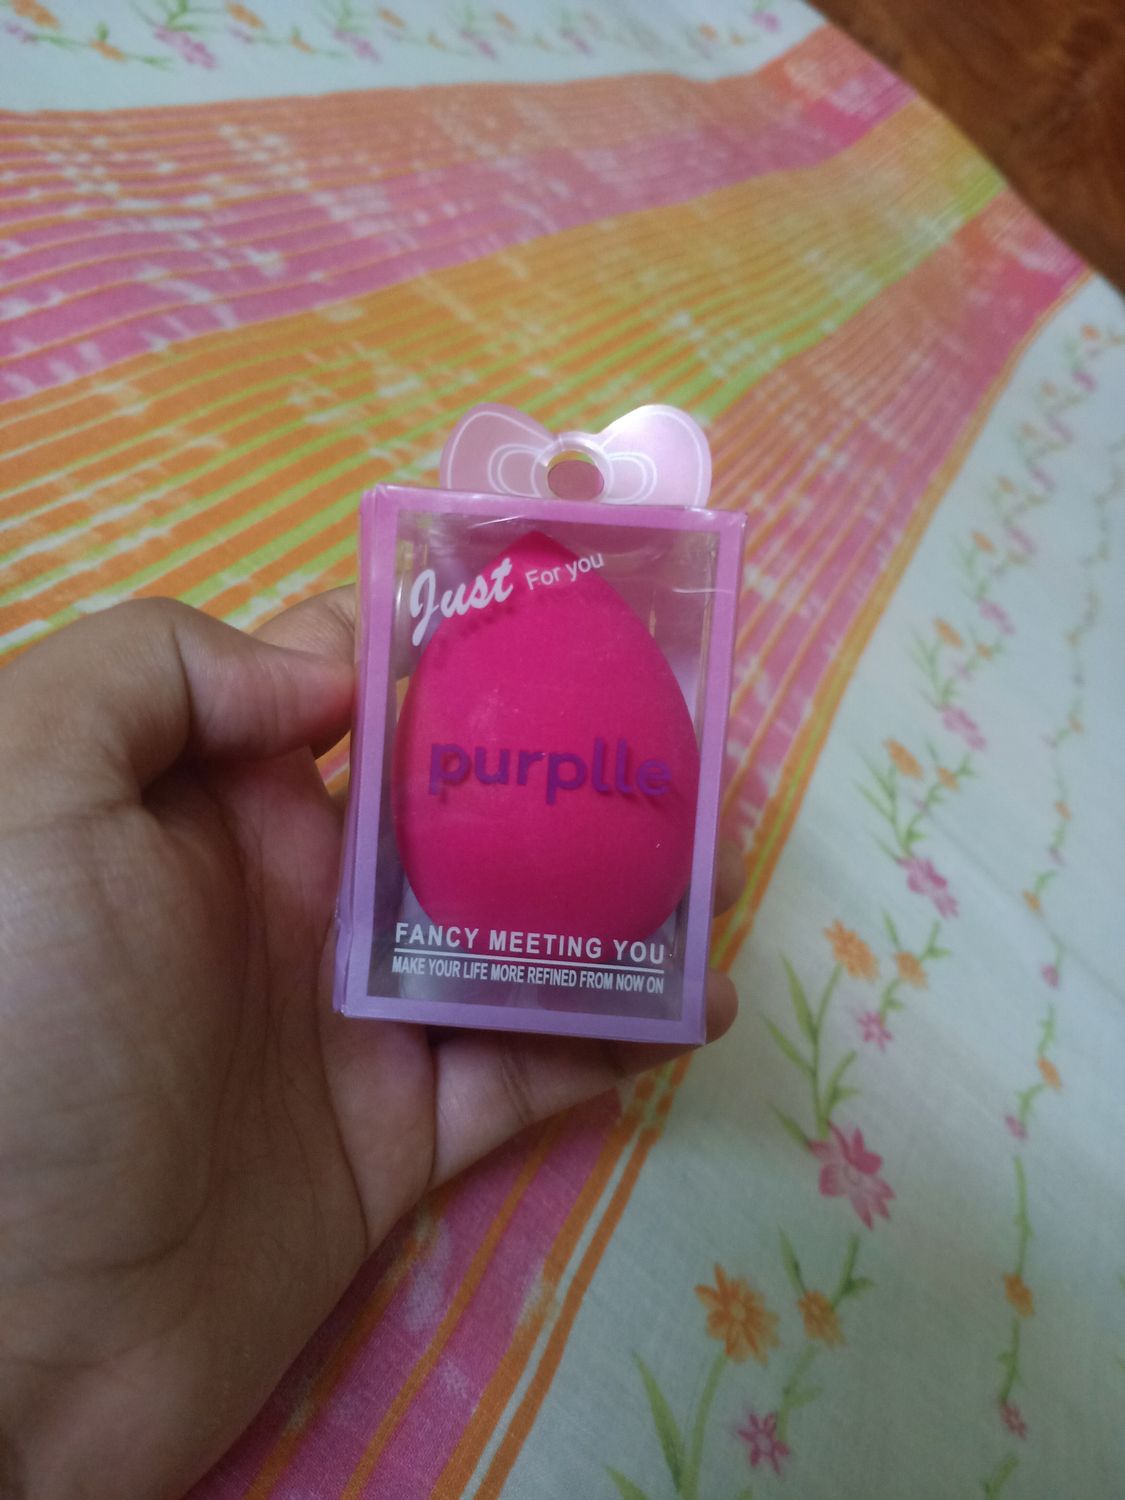 Just For you
purplle
FANCY MEETING YOU
MAKE YOUR LIFE MORE REFINED FROM NOW ON